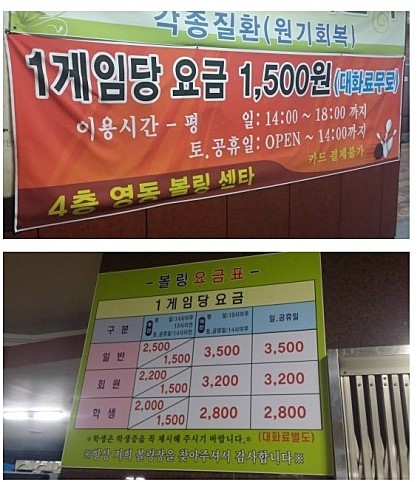 각종질환(원기회복)
1게임당 요금 1,500원(대화료무료)
이용시간 - 평 일: 14:00 ~ 18:00 까지
토.공휴일: OPEN ~ 14:00까지
카드 결제불가
4층 영동 볼링 센타
- 볼링요금표 -
1게임당요금
구분 일.공휴일
일반 2,500 1,500 3,500 3,500
회원 2,200 1,500 3,200 3,200
학생 2,000 1,500 2,800 2,800
*학생은 학생증을 꼭 제시해 주시기 바랍니다.* (대화료별도)
※항상 저희 볼링장을 찾아주셔서 감사합니다※